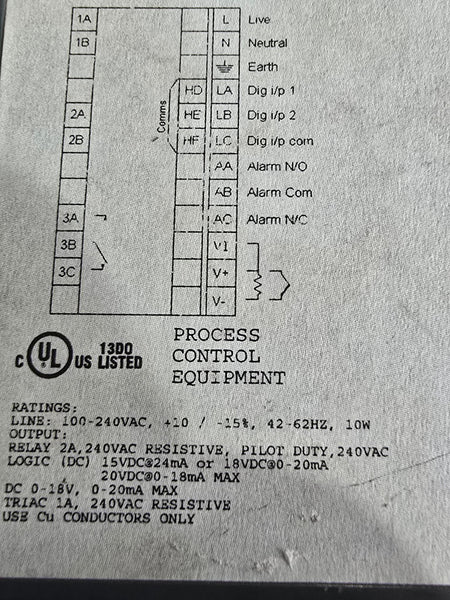 1A L Live
1B N Neutral
Earth
HD LA Dig i/p 1
2A HE LB Dig i/p 2
2B HF LC Dig i/p com
Comms
AA Alarm N/O
AB Alarm Com
3A AC Alarm N/C
3B VI
3C V+
V-
C UL US 13D0 LISTED
PROCESS
CONTROL
EQUIPMENT
RATINGS:
LINE: 100-240VAC, +10 / -15%, 42-62HZ, 10W
OUTPUT:
RELAY 2A,240VAC RESISTIVE, PILOT DUTY,240VAC
LOGIC (DC) 15VDC@24mA or 18VDC@0-20mA
20VDC@0-18mA MAX
DC 0-18V, 0-20mA MAX
TRIAC 1A, 240VAC RESISTIVE
USE Cu CONDUCTORS ONLY